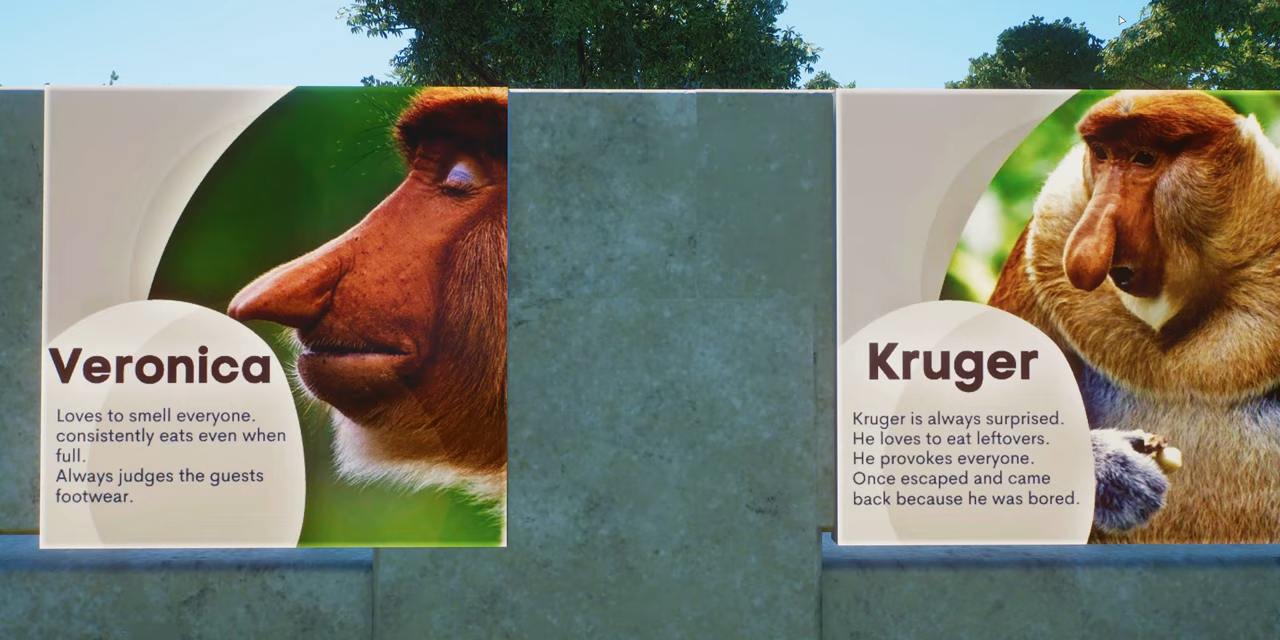 Veronica
Loves to smell everyone.
consistently eats even when
full.
Always judges the guests
footwear.
Kruger
Kruger is always surprised.
He loves to eat leftovers.
He provokes everyone.
Once escaped and came
back because he was bored.